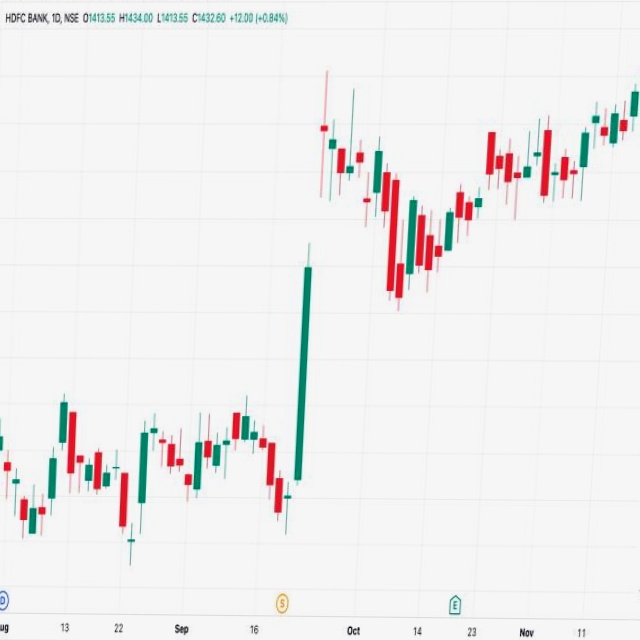 HDFC BANK, 1D, NSE O1413.55 H1434.00 L1413.55 C1432.60 +12.00 (+0.84%)
D
S
E
ug 13 22 Sep 16 Oct 14 23 Nov 11